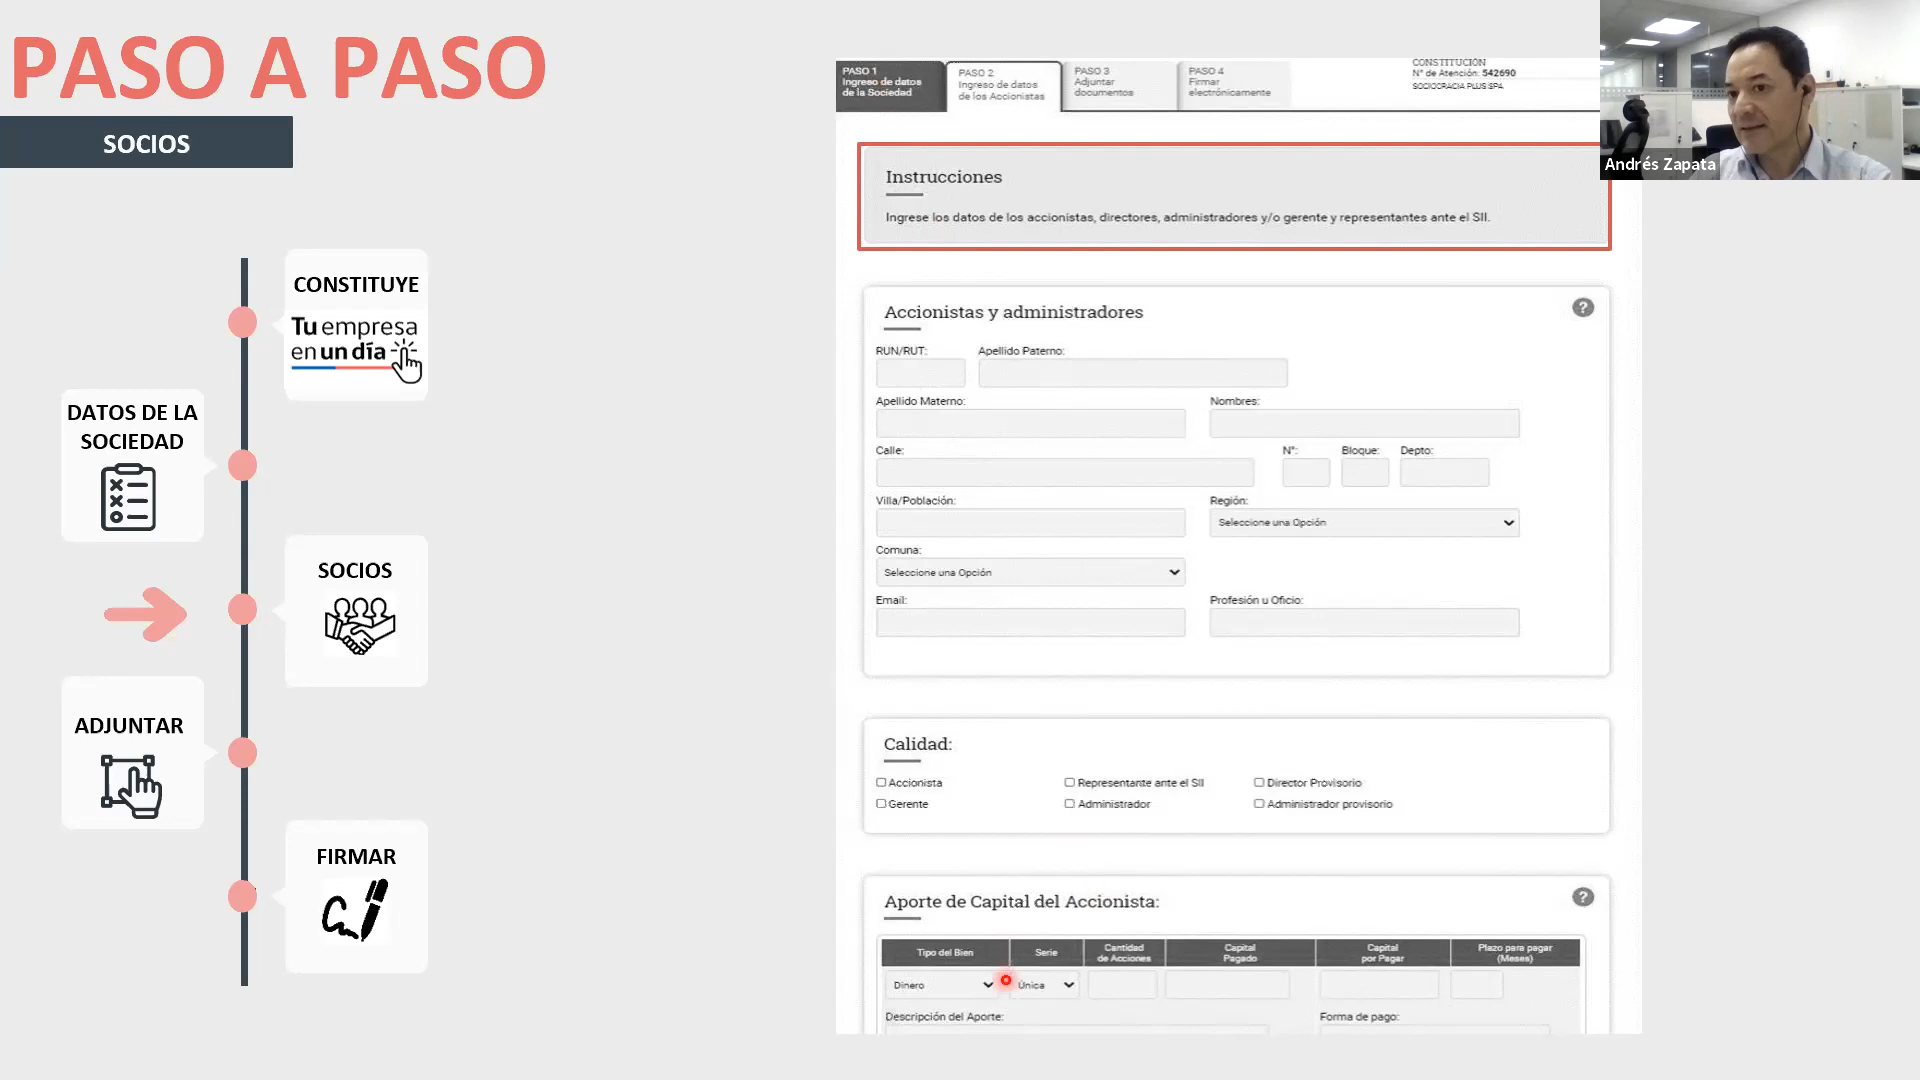 PASO A PASO
SOCIOS
CONSTITUYE
Tu empresa
en un día
DATOS DE LA
SOCIEDAD
SOCIOS
ADJUNTAR
FIRMAR
PASO 1
Ingreso de datos
de la Sociedad
PASO 2
Ingreso de datos
de los Accionistas
PASO 3
Adjuntar
documentos
PASO 4
Firmar
electrónicamente
CONSTITUCIÓN
N° de Atención: 542690
SOCIOCRACIA PLUS SPA
Andrés Zapata
Instrucciones
Ingrese los datos de los accionistas, directores, administradores y/o gerente y representantes ante el SII.
Accionistas y administradores
?
RUN/RUT: Apellido Paterno:
Apellido Materno: Nombres:
Calle: N°: Bloque: Depto:
Villa/Población: Región:
Seleccione una Opción
Comuna:
Seleccione una Opción
Email: Profesión u Oficio:
Calidad:
Accionista Representante ante el SII Director Provisorio
Gerente Administrador Administrador provisorio
Aporte de Capital del Accionista:
?
Tipo del Bien
Serie
Cantidad
de Acciones
Capital
Pagado
Capital
por Pagar
Plazo para pagar
(Meses)
Dinero Única
Descripción del Aporte: Forma de pago: